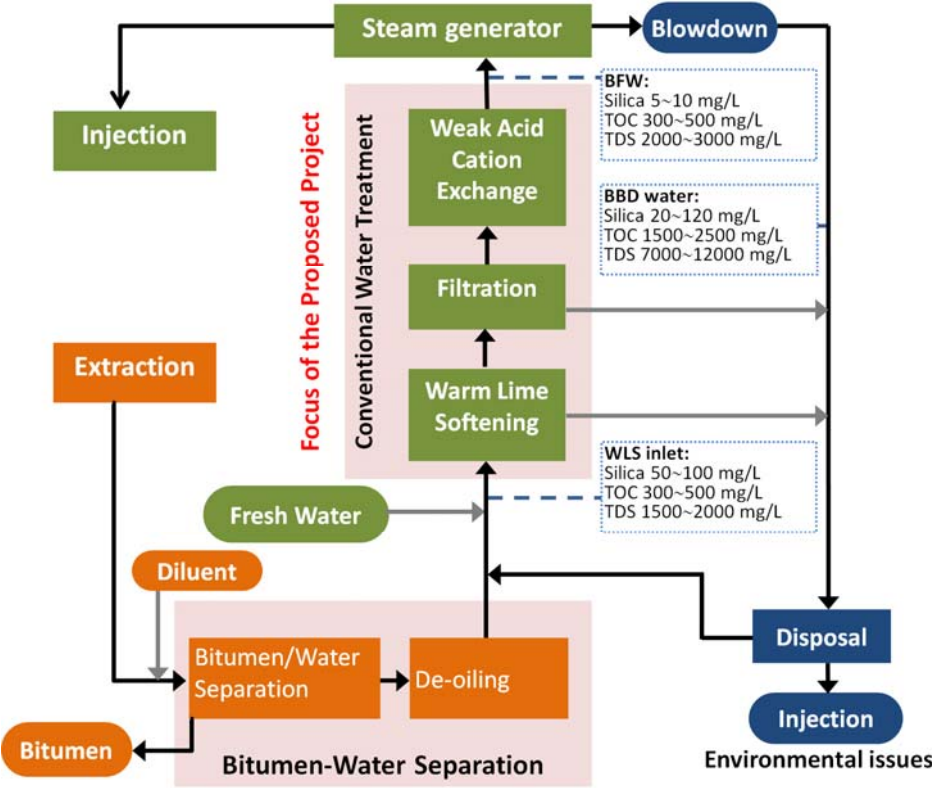 Steam generator
Blowdown
BFW:
Silica 5~10 mg/L
TOC 300~500 mg/L
TDS 2000~3000 mg/L
Injection
Weak Acid
Cation
Exchange
Focus of the Proposed Project
Conventional Water Treatment
BBD water:
Silica 20~120 mg/L
TOC 1500~2500 mg/L
TDS 7000~12000 mg/L
Filtration
Extraction
Warm Lime
Softening
WLS inlet:
Silica 50~100 mg/L
TOC 300~500 mg/L
TDS 1500~2000 mg/L
Fresh Water
Diluent
Bitumen/Water
Separation
De-oiling
Disposal
Bitumen
Injection
Bitumen-Water Separation
Environmental issues